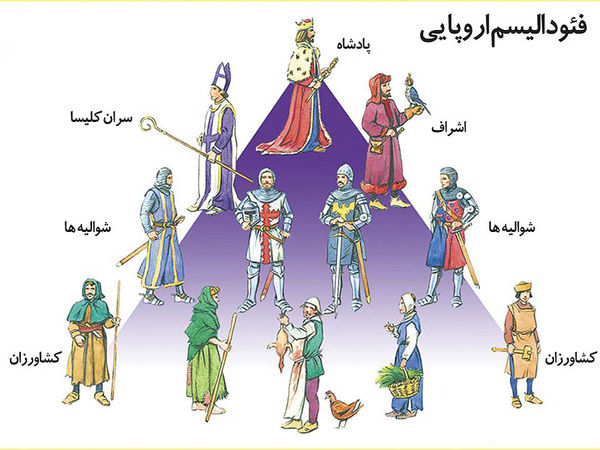 فئودالیسم اروپایی
پادشاه
اشراف
سران کلیسا
شوالیه ها
شوالیه ها
کشاورزان
کشاورزان